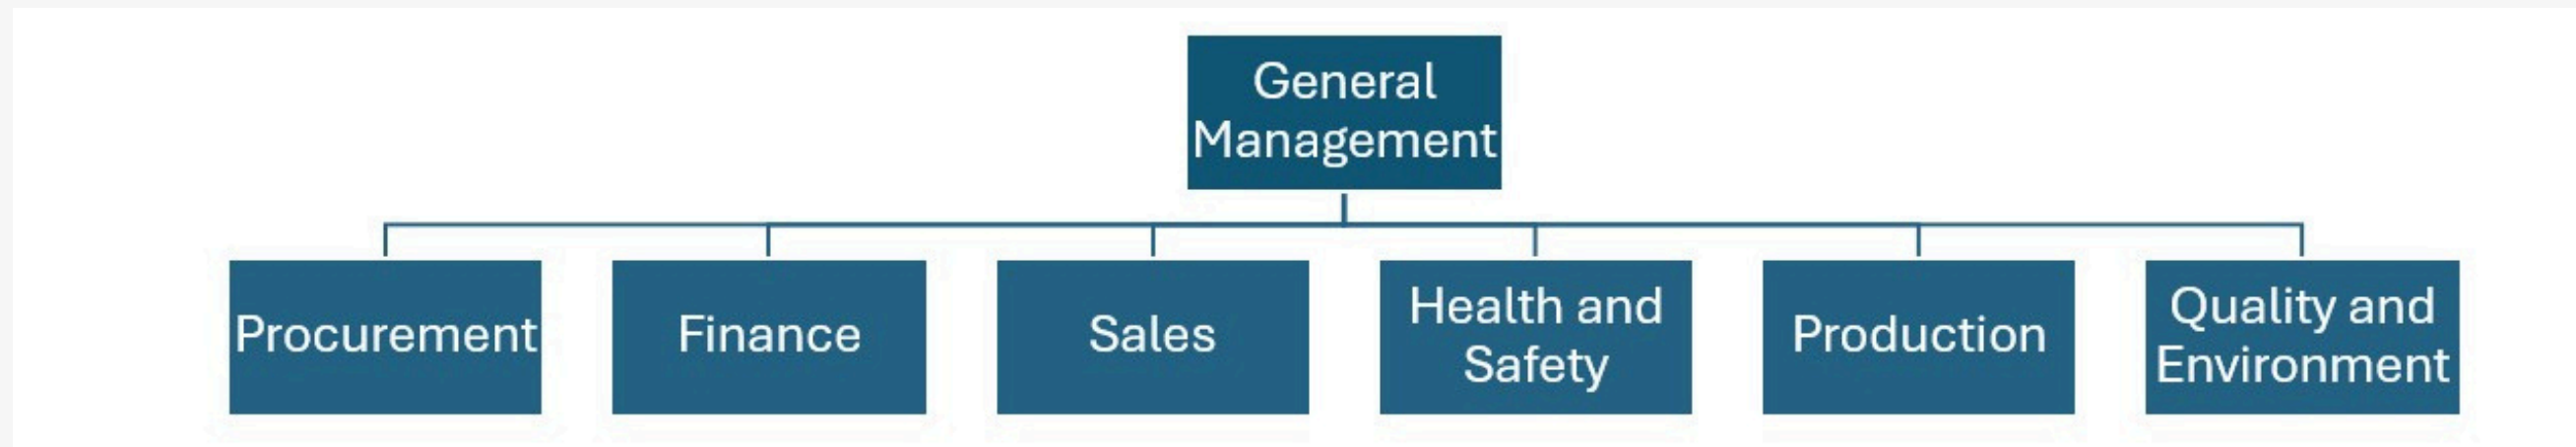 General
Management
Procurement
Finance
Sales
Health and
Safety
Production
Quality and
Environment